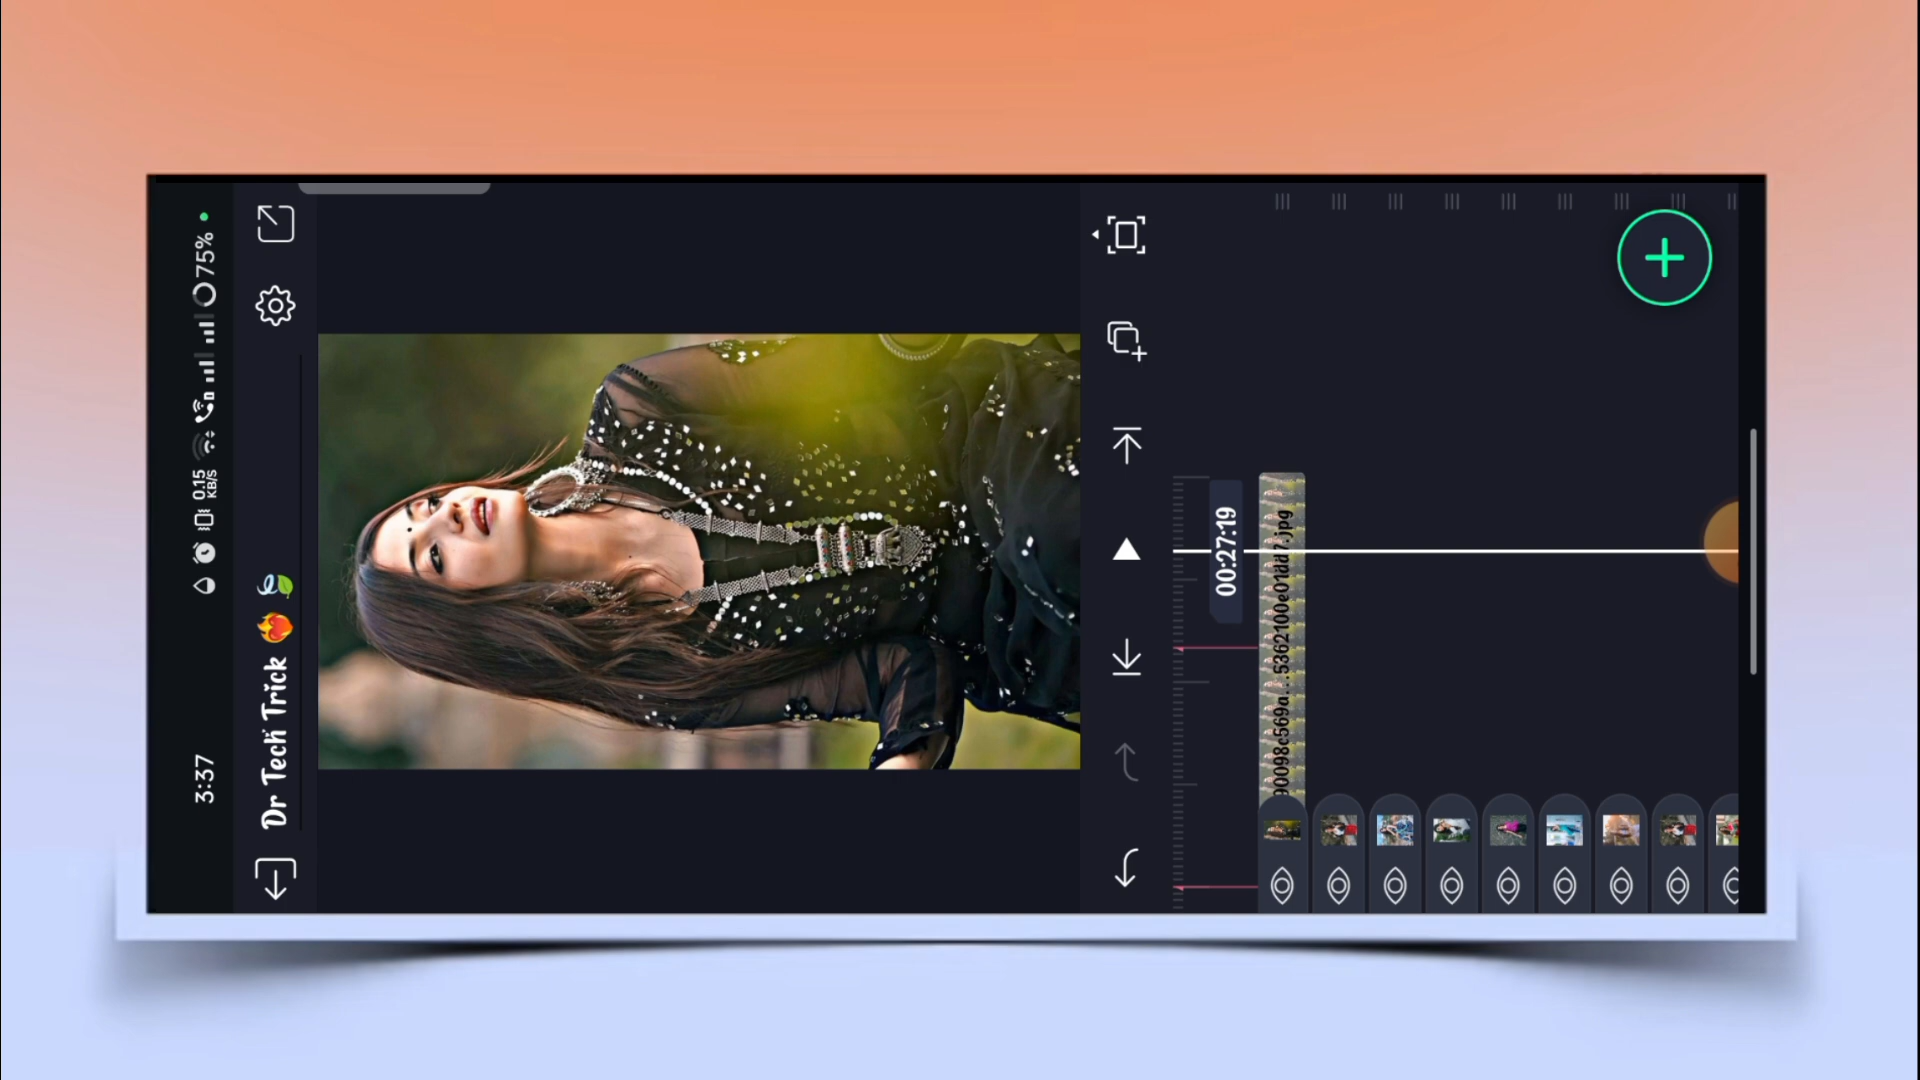 3:37
0.15
KB/S
75%
Dr Tech Trick ❤️‍🔥
00:27:19
00098c569a...5362100e01dd7.jpg